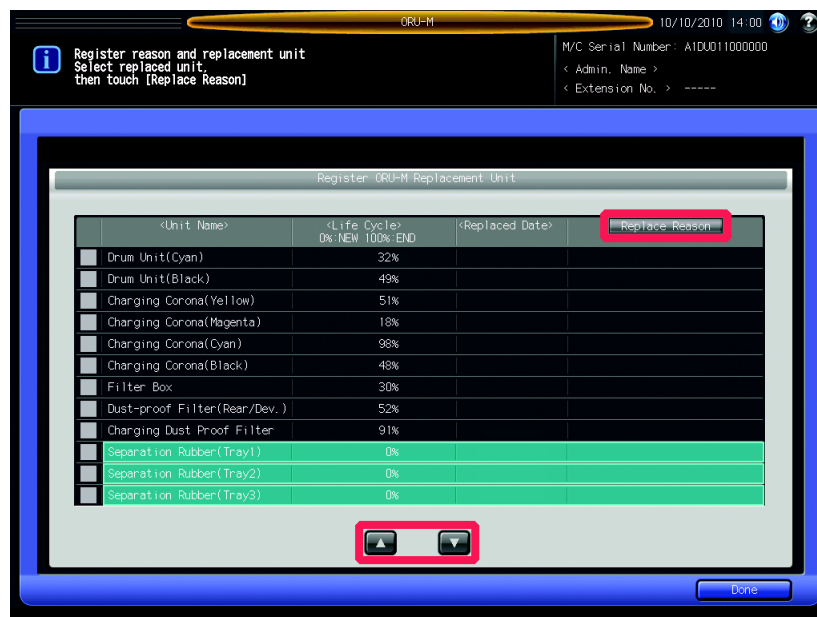 ORU-M
10/10/2010 14:00
Register reason and replacement unit
Select replaced unit,
then touch [Replace Reason]
M/C Serial Number: A1DU011000000
< Admin. Name >
< Extension No. > -----
Register ORU-M Replacement Unit
<Unit Name> <Life Cycle> <Replaced Date> Replace Reason
0%:NEW 100%:END
Drum Unit(Cyan) 32%
Drum Unit(Black) 49%
Charging Corona(Yellow) 51%
Charging Corona(Magenta) 18%
Charging Corona(Cyan) 98%
Charging Corona(Black) 48%
Filter Box 30%
Dust-proof Filter(Rear/Dev.) 52%
Charging Dust Proof Filter 91%
Separation Rubber(Tray1) 0%
Separation Rubber(Tray2) 0%
Separation Rubber(Tray3) 0%
Done